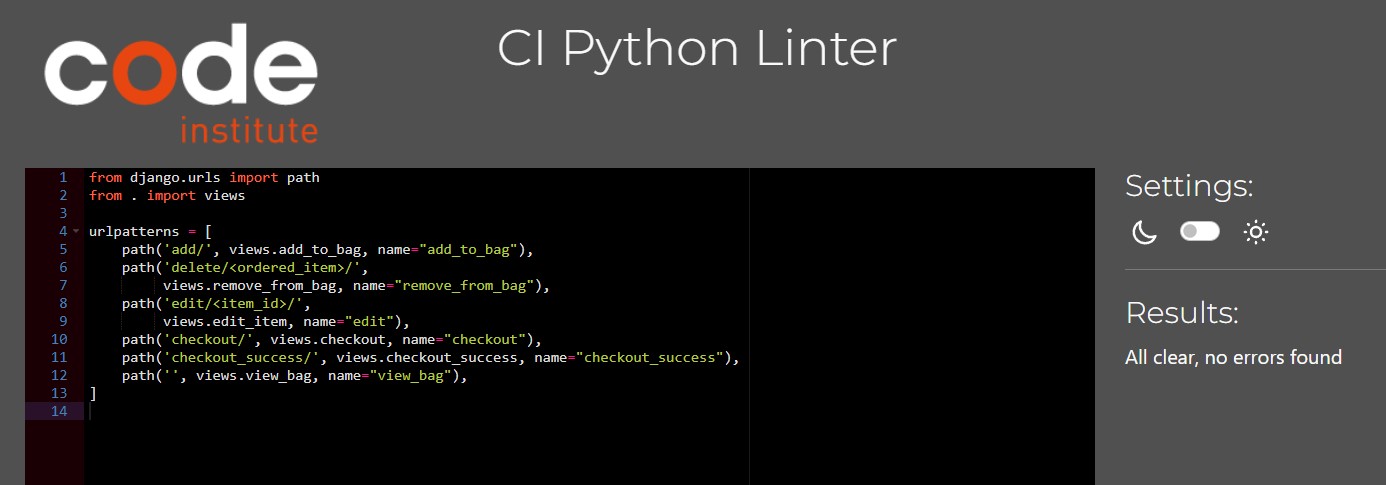 code
institute
CI Python Linter
1 from django.urls import path
2 from . import views
3
4 urlpatterns = [
5     path('add/', views.add_to_bag, name="add_to_bag"),
6     path('delete/<ordered_item>/',
7          views.remove_from_bag, name="remove_from_bag"),
8     path('edit/<item_id>/',
9          views.edit_item, name="edit"),
10     path('checkout/', views.checkout, name="checkout"),
11     path('checkout_success/', views.checkout_success, name="checkout_success"),
12     path('', views.view_bag, name="view_bag"),
13 ]
14
Settings:
Results:
All clear, no errors found